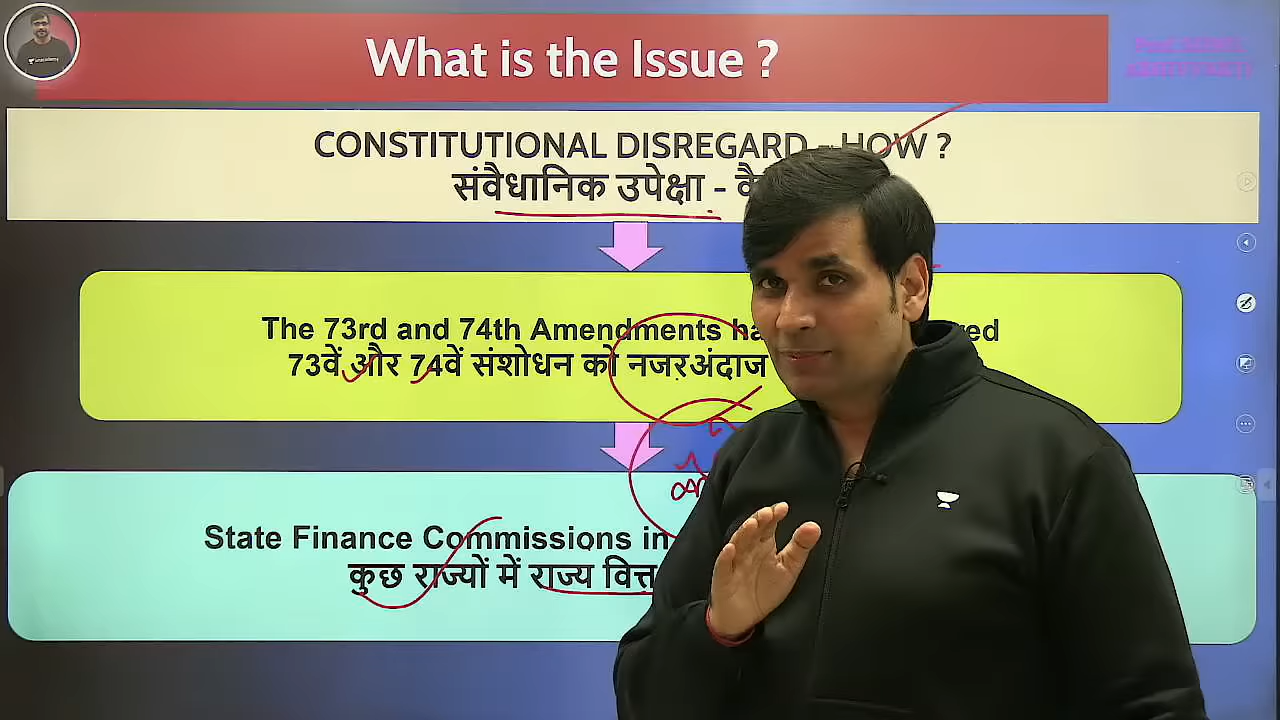 What is the Issue ?
CONSTITUTIONAL DISREGARD - HOW ?
संवैधानिक उपेक्षा -
The 73rd and 74th Amendments
73वें और 74वें संशोधन को नजरअंदाज
State Finance Commissions in
कुछ राज्यों में राज्य वित्त